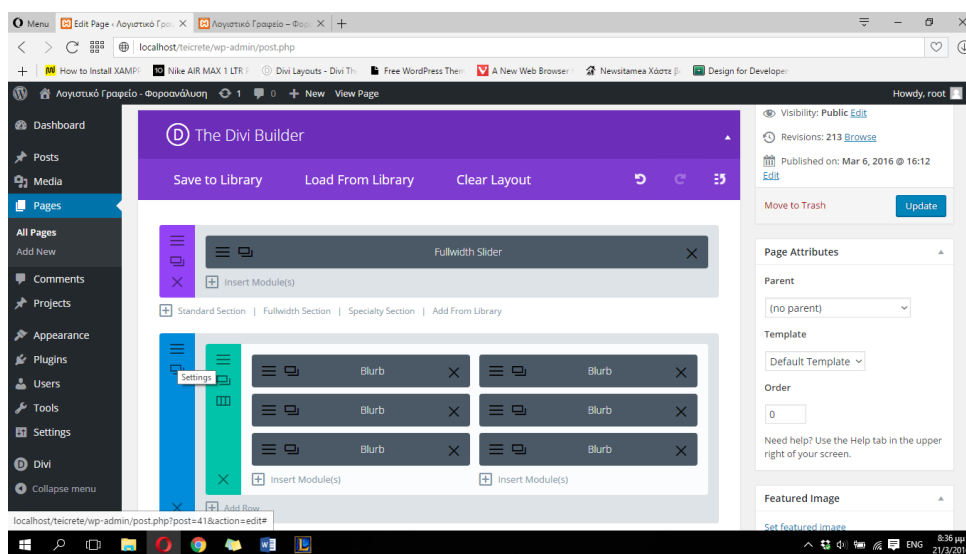 Menu
Edit Page ‹ Λογιστικό Γρα
Λογιστικό Γραφείο – Φορο
localhost/teicrete/wp-admin/post.php
How to Install XAMPP
Nike AIR MAX 1 LTR
Divi Layouts - Divi Th
Free WordPress Them
A New Web Browser
Newsitamea Χάοτε
Design for Developer
Λογιστικό Γραφείο - Φοροανάλυση
1
0
New
View Page
Howdy, root
Dashboard
Posts
Media
Pages
All Pages
Add New
Comments
Projects
Appearance
Plugins
Users
Tools
Settings
Divi
Collapse menu
The Divi Builder
Save to Library
Load From Library
Clear Layout
Fullwidth Slider
Insert Module(s)
Standard Section | Fullwidth Section | Specialty Section | Add From Library
Settings
Blurb
Blurb
Blurb
Blurb
Blurb
Blurb
Insert Module(s)
Insert Module(s)
Add Row
Visibility: Public Edit
Revisions: 213 Browse
Published on: Mar 6, 2016 @ 16:12
Edit
Move to Trash
Update
Page Attributes
Parent
(no parent)
Template
Default Template
Order
0
Need help? Use the Help tab in the upper
right of your screen.
Featured Image
Set featured image
localhost/teicrete/wp-admin/post.php?post=41&action=edit#
ENG
8:36 μμ
21/3/201